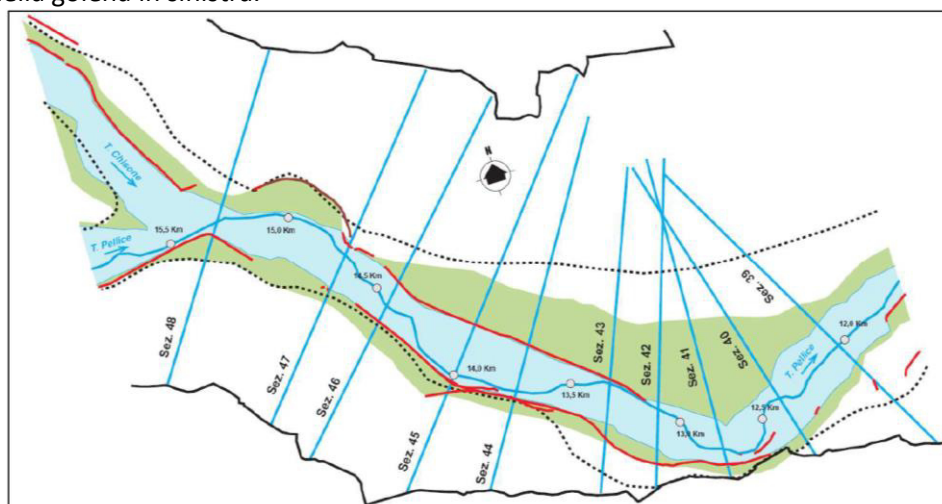 della golena in sinistra.
N
T. Chisone
T. Pellice
15,5 Km
15,0 Km
14,5 Km
14,0 Km
13,5 Km
13,0 Km
12,5 Km
12,0 Km
T. Pellice
Sez. 48
Sez. 47
Sez. 46
Sez. 45
Sez. 44
Sez. 43
Sez. 42
Sez. 41
Sez. 40
Sez. 39